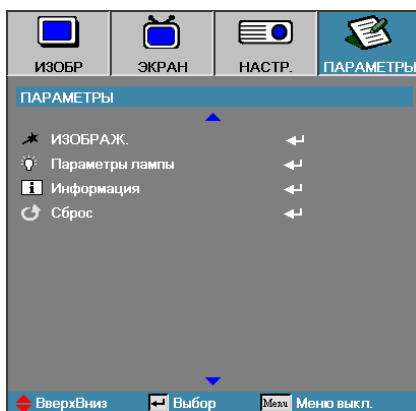 ИЗОБР ЭКРАН НАСТР. ПАРАМЕТРЫ
ПАРАМЕТРЫ
ИЗОБРАЖ.
Параметры лампы
i Информация
Сброс
ВверхВниз Выбор Menu Меню выкл.